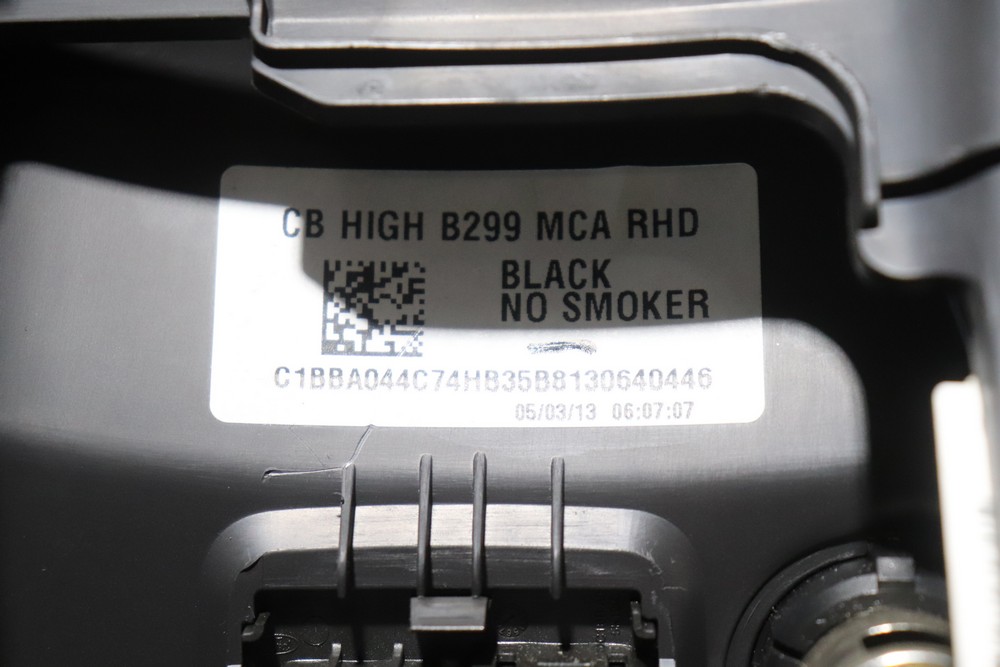 CB HIGH B299 MCA RHD
BLACK
NO SMOKER
C1BBA044C74HB35B8130640446
05/03/13 06:07:07